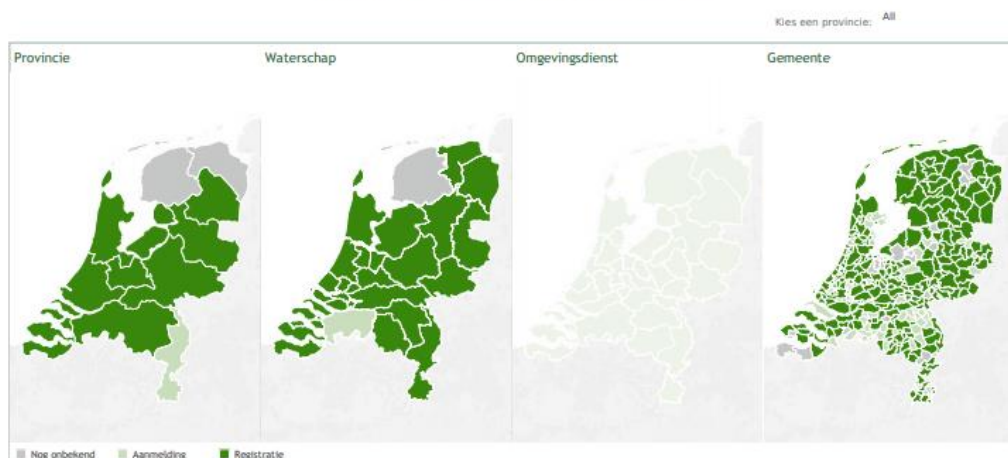 Kies een provincie: All
Provincie
Waterschap
Omgevingsdienst
Gemeente
Nog onbekend
Aanmelding
Registratie